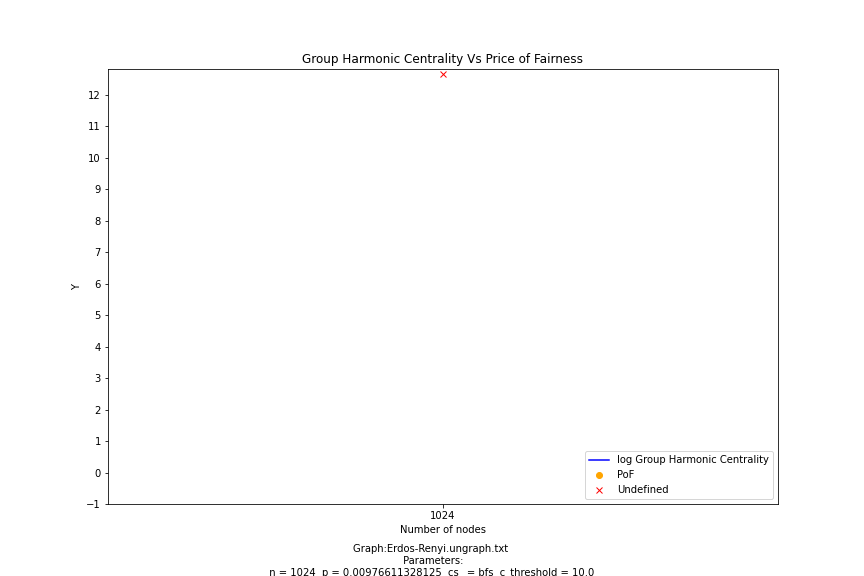 Group Harmonic Centrality Vs Price of Fairness
12
11
10
9
8
7
6
5
4
3
2
1
0
−1
Y
log Group Harmonic Centrality
PoF
Undefined
1024
Number of nodes
Graph:Erdos-Renyi.ungraph.txt
Parameters:
n = 1024 p = 0.00976611328125 cs_ = bfs c_threshold = 10.0